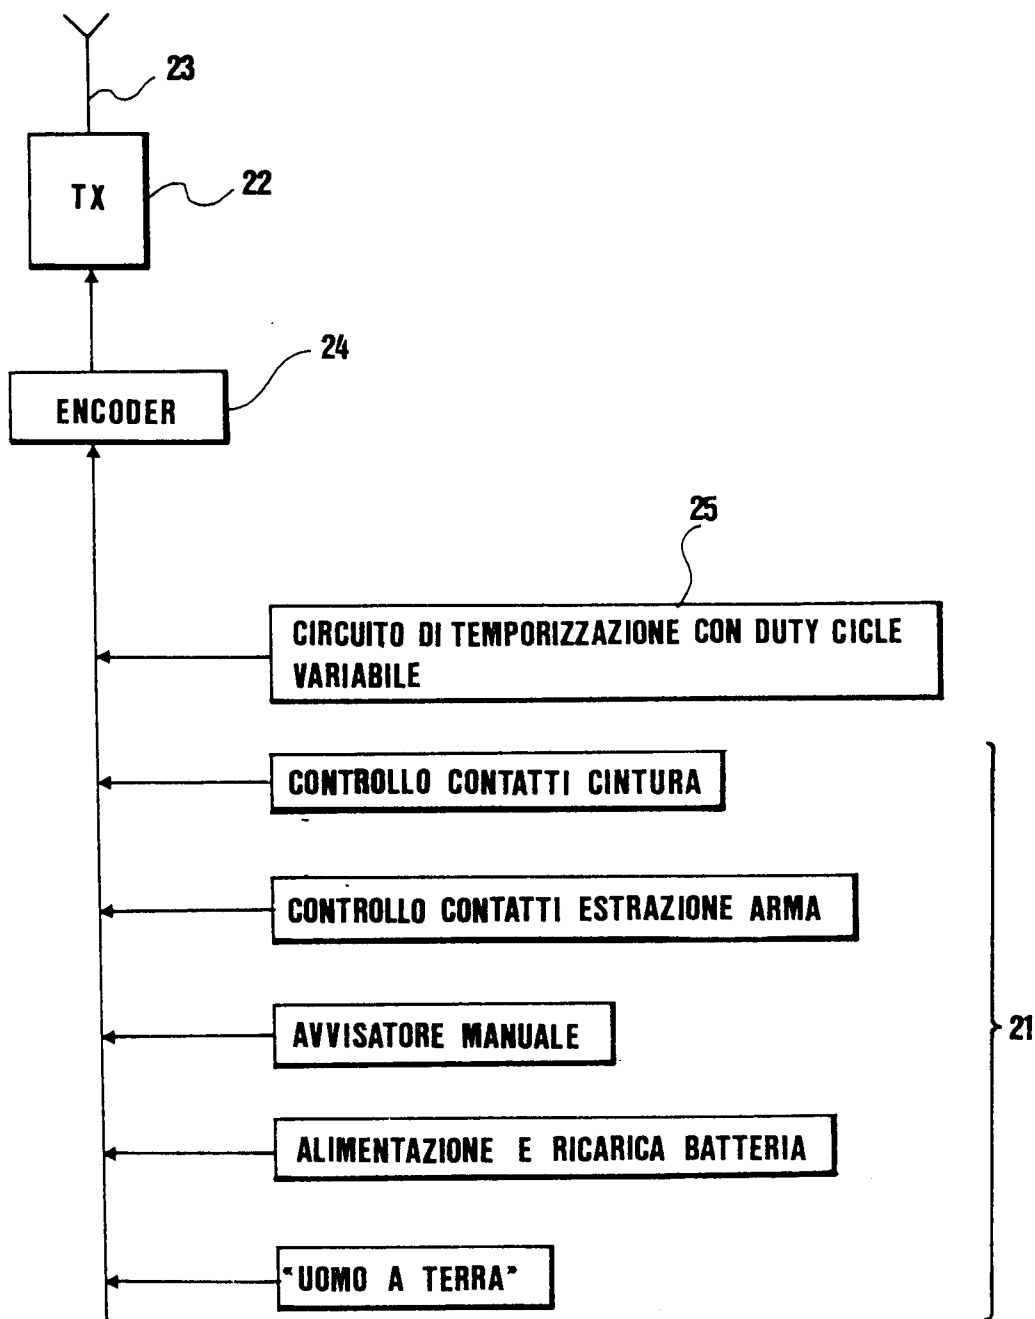 23
TX
22
24
ENCODER
25
CIRCUITO DI TEMPORIZZAZIONE CON DUTY CICLE
VARIABILE
CONTROLLO CONTATTI CINTURA
CONTROLLO CONTATTI ESTRAZIONE ARMA
AVVISATORE MANUALE
21
ALIMENTAZIONE E RICARICA BATTERIA
"UOMO A TERRA"